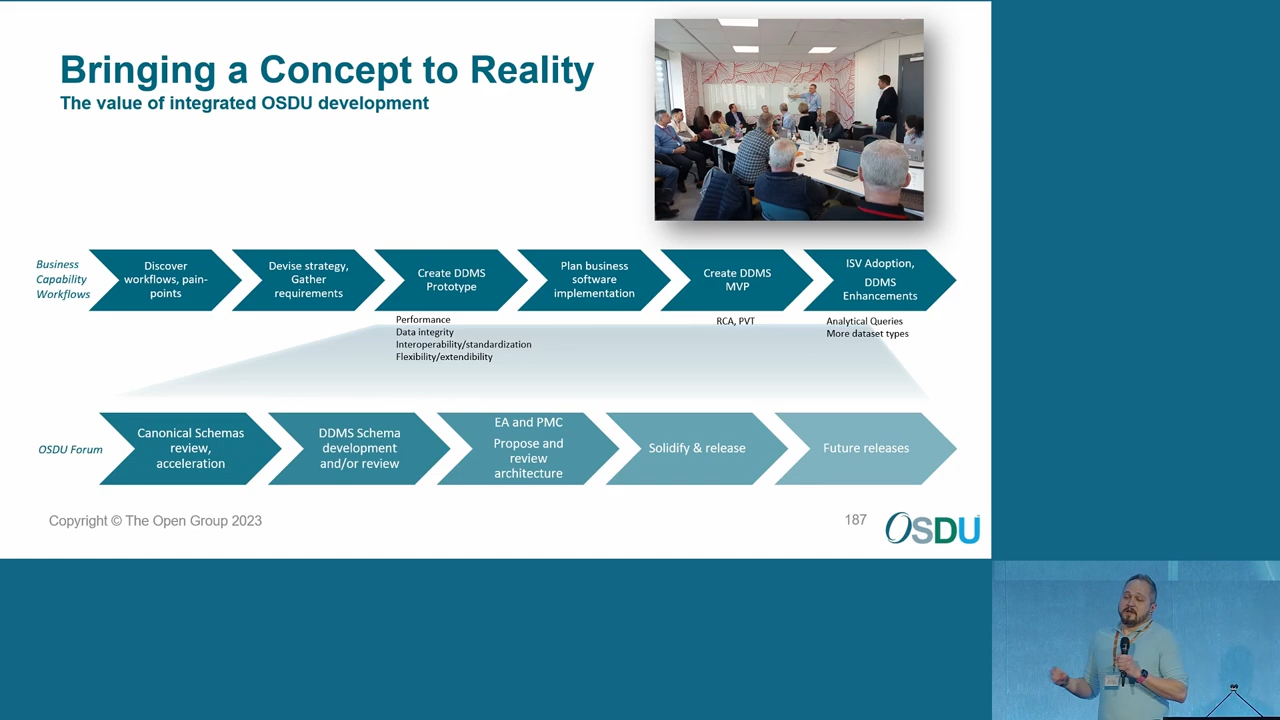 Bringing a Concept to Reality
The value of integrated OSDU development
Business
Capability
Workflows
Discover
workflows, pain-
points
Devise strategy,
Gather
requirements
Create DDMS
Prototype
Plan business
software
implementation
Create DDMS
MVP
ISV Adoption,
DDMS
Enhancements
Performance
Data integrity
Interoperability/standardization
Flexibility/extendibility
RCA, PVT
Analytical Queries
More dataset types
OSDU Forum
Canonical Schemas
review,
acceleration
DDMS Schema
development
and/or review
EA and PMC
Propose and
review
architecture
Solidify & release
Future releases
Copyright © The Open Group 2023
187
OSDU